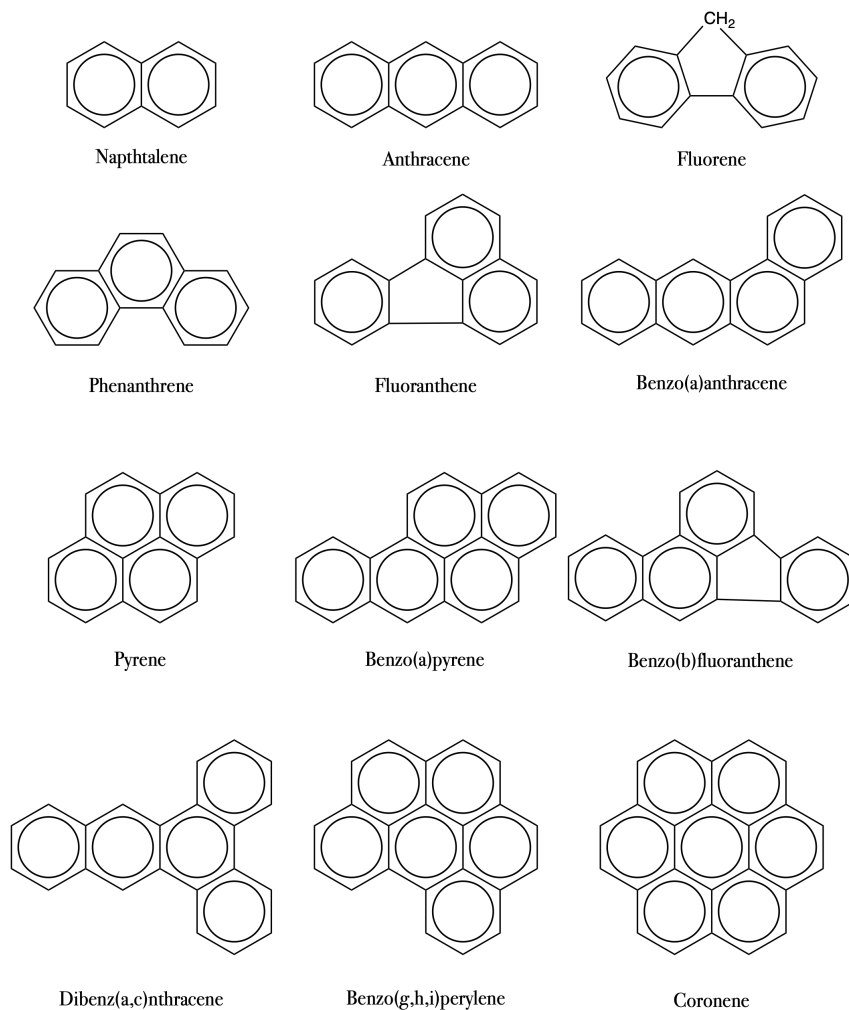 CH2
Napthtalene
Anthracene
Fluorene
Phenanthrene
Fluoranthene
Benzo(a)anthracene
Pyrene
Benzo(a)pyrene
Benzo(b)fluoranthene
Dibenz(a,c)nthracene
Benzo(g,h,i)perylene
Coronene